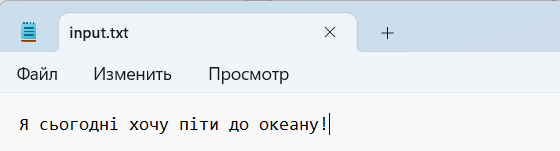 input.txt
Файл Изменить Просмотр
Я сьогодні хочу піти до океану!